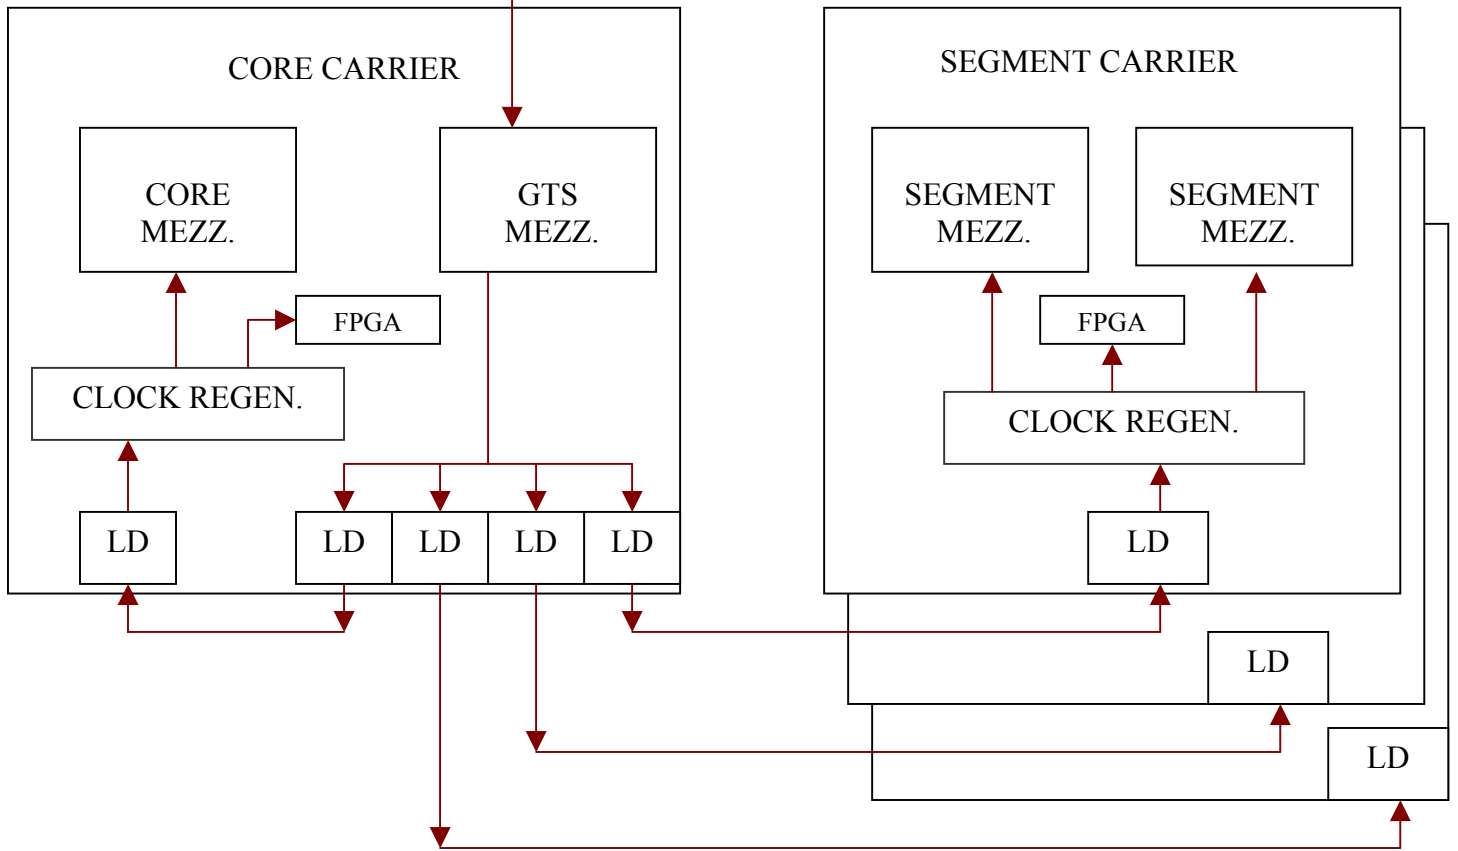 CORE CARRIER
CORE
MEZZ.
GTS
MEZZ.
FPGA
CLOCK REGEN.
LD
LD
LD
LD
LD
SEGMENT CARRIER
SEGMENT
MEZZ.
SEGMENT
MEZZ.
FPGA
CLOCK REGEN.
LD
LD
LD